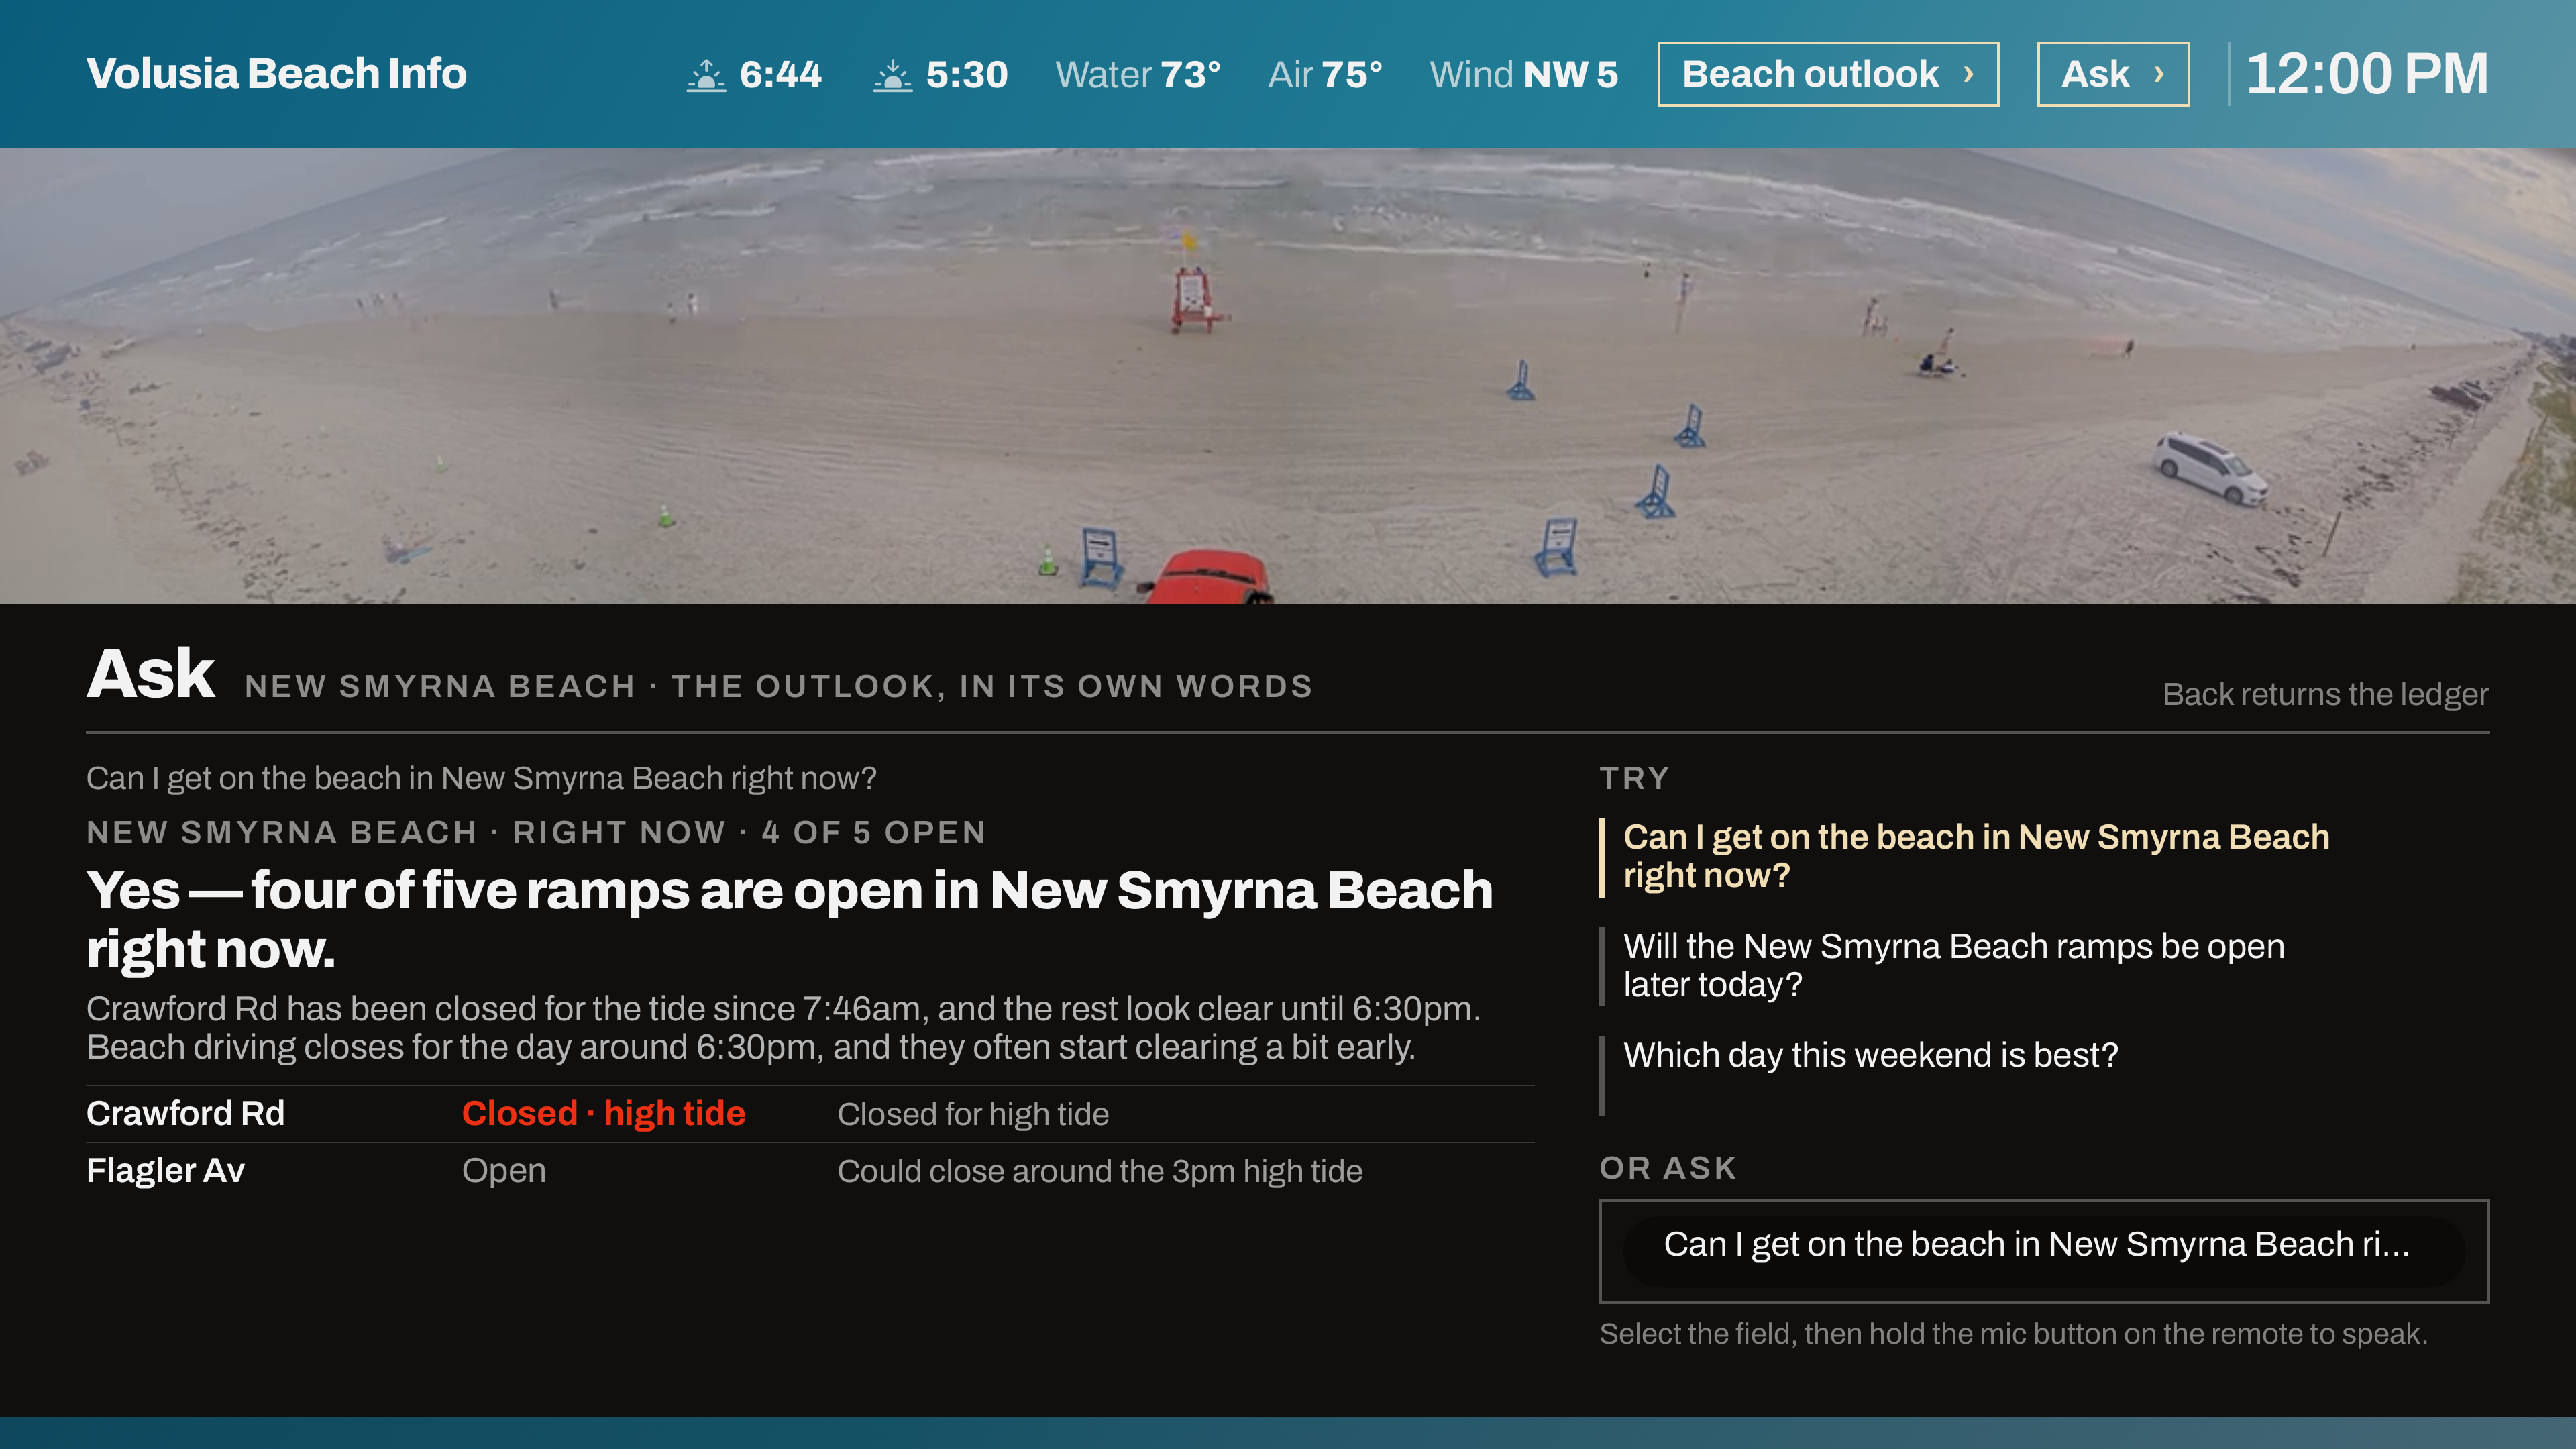 Volusia Beach Info
6:44
5:30
Water 73°
Air 75°
Wind NW 5
Beach outlook ›
Ask ›
12:00 PM
Ask
NEW SMYRNA BEACH · THE OUTLOOK, IN ITS OWN WORDS
Back returns the ledger
Can I get on the beach in New Smyrna Beach right now?
NEW SMYRNA BEACH · RIGHT NOW · 4 OF 5 OPEN
Yes — four of five ramps are open in New Smyrna Beach
right now.
Crawford Rd has been closed for the tide since 7:46am, and the rest look clear until 6:30pm.
Beach driving closes for the day around 6:30pm, and they often start clearing a bit early.
Crawford Rd
Closed · high tide
Closed for high tide
Flagler Av
Open
Could close around the 3pm high tide
TRY
Can I get on the beach in New Smyrna Beach
right now?
Will the New Smyrna Beach ramps be open
later today?
Which day this weekend is best?
OR ASK
Can I get on the beach in New Smyrna Beach ri...
Select the field, then hold the mic button on the remote to speak.